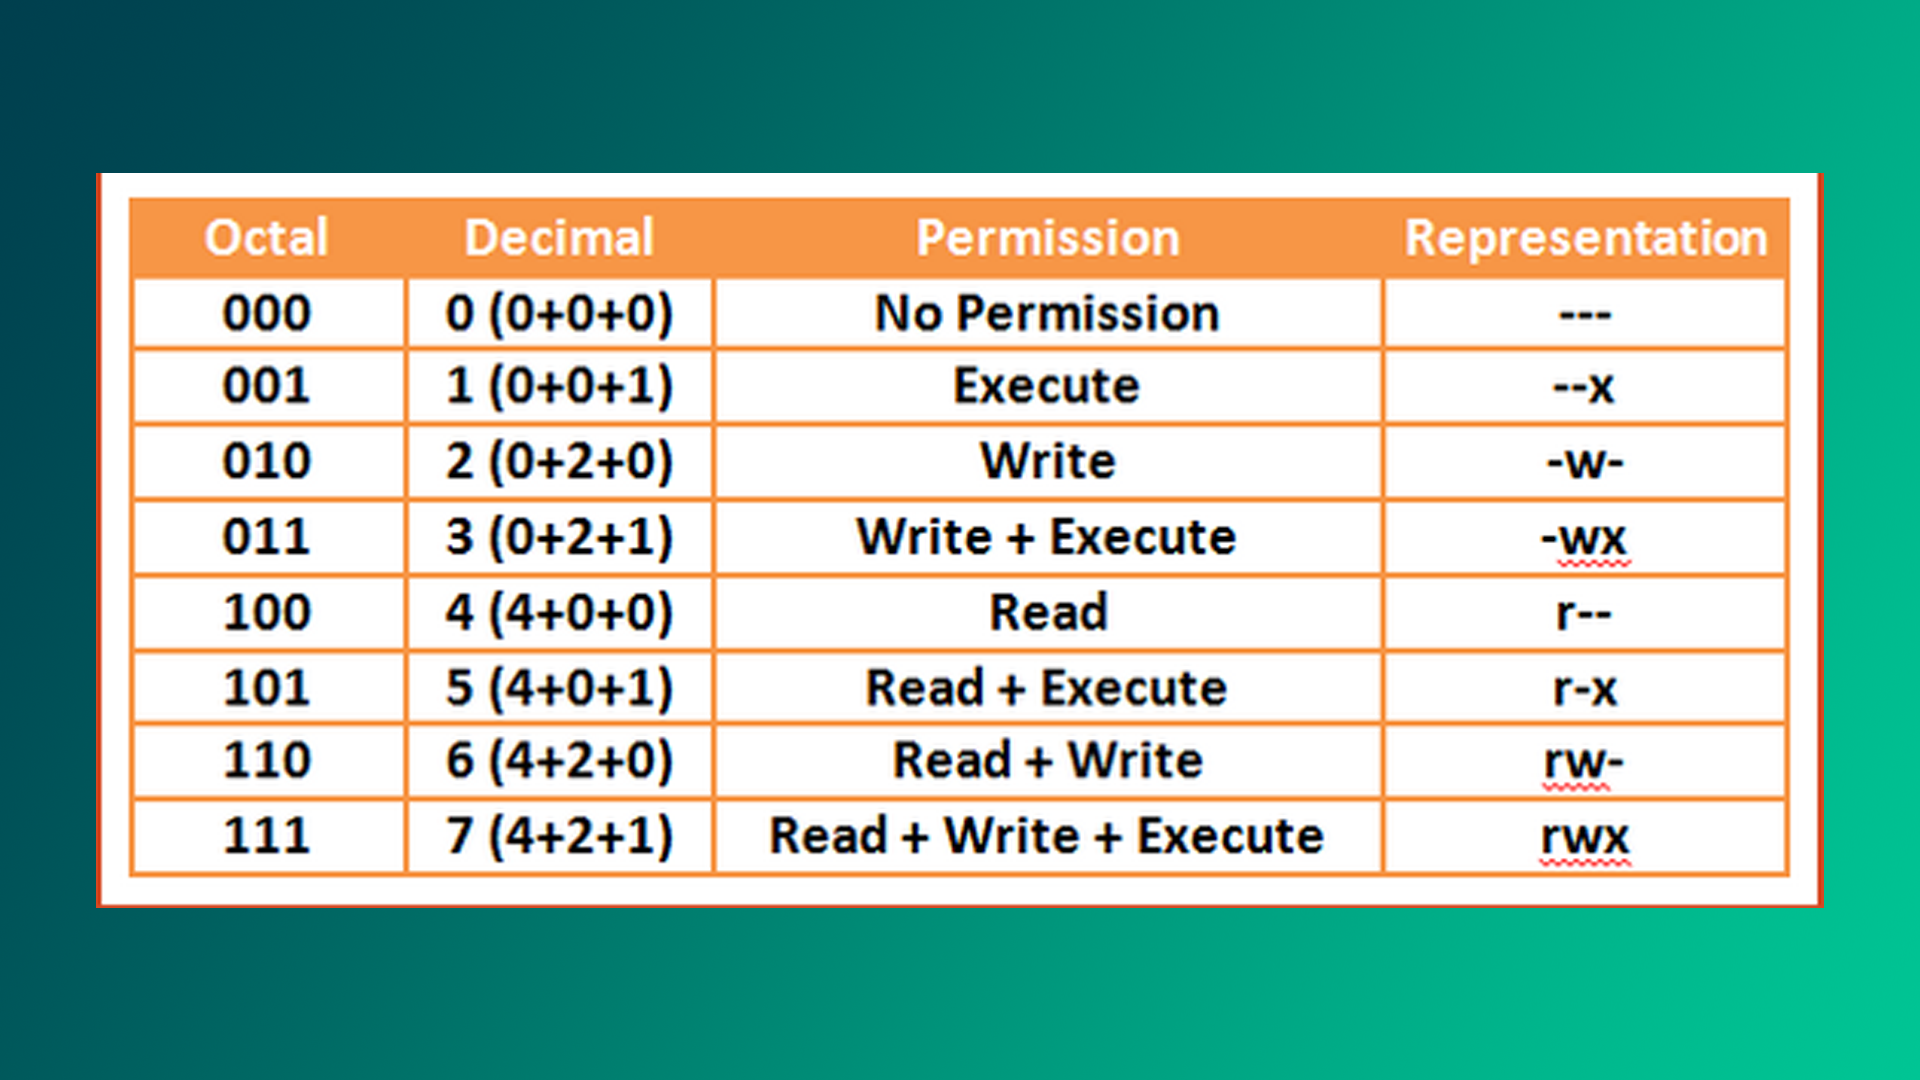 Octal Decimal Permission Representation
000 0 (0+0+0) No Permission ---
001 1 (0+0+1) Execute --x
010 2 (0+2+0) Write -w-
011 3 (0+2+1) Write + Execute -wx
100 4 (4+0+0) Read r--
101 5 (4+0+1) Read + Execute r-x
110 6 (4+2+0) Read + Write rw-
111 7 (4+2+1) Read + Write + Execute rwx